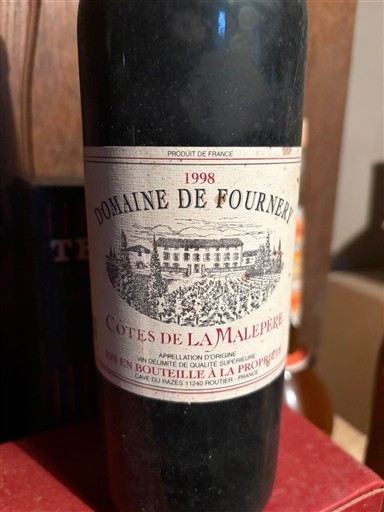 PRODUIT DE FRANCE
1998
DOMAINE DE FOURNERY
CÔTES DE LA MALEPÈRE
APPELLATION D'ORIGINE
VIN DÉLIMITÉ DE QUALITÉ SUPÉRIEURE
MIS EN BOUTEILLE À LA PROPRIÉTÉ
CAVE DU RAZÈS 11240 ROUTIER - FRANCE